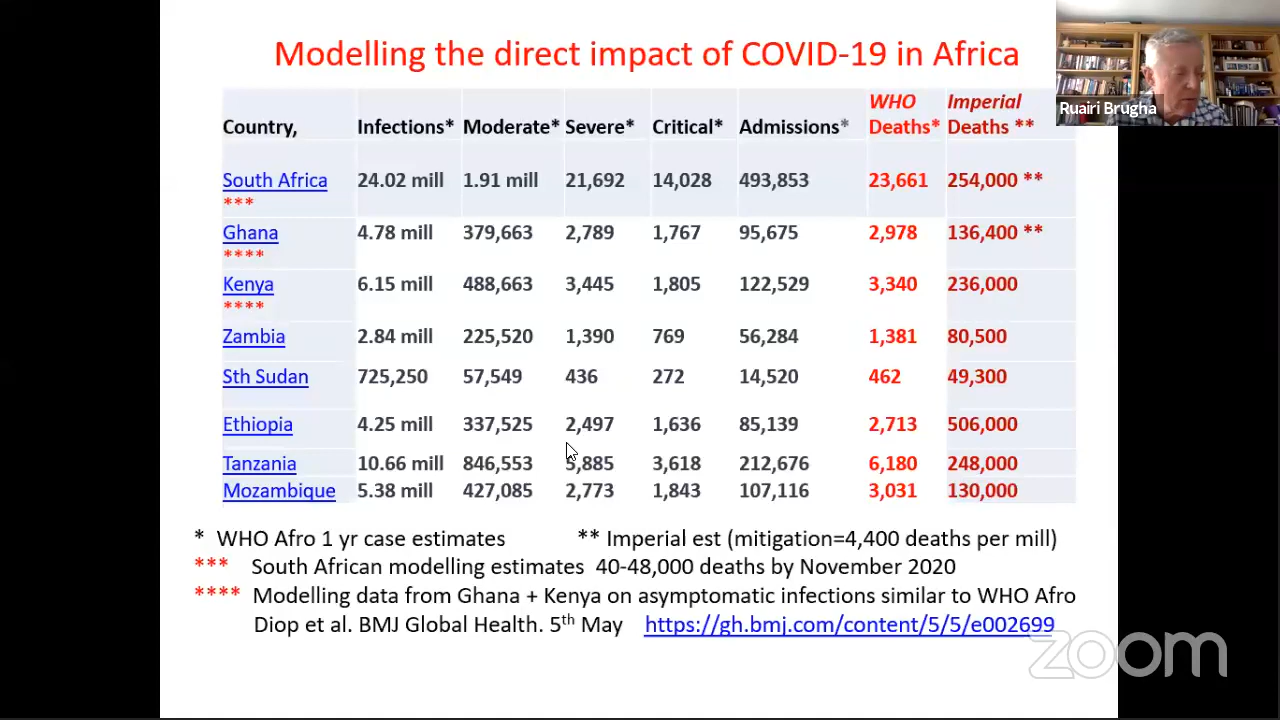 Modelling the direct impact of COVID-19 in Africa
Ruairi Brugha
Country, Infections* Moderate* Severe* Critical* Admissions* WHO Deaths* Imperial Deaths **
South Africa *** 24.02 mill 1.91 mill 21,692 14,028 493,853 23,661 254,000 **
Ghana **** 4.78 mill 379,663 2,789 1,767 95,675 2,978 136,400 **
Kenya **** 6.15 mill 488,663 3,445 1,805 122,529 3,340 236,000
Zambia 2.84 mill 225,520 1,390 769 56,284 1,381 80,500
Sth Sudan 725,250 57,549 436 272 14,520 462 49,300
Ethiopia 4.25 mill 337,525 2,497 1,636 85,139 2,713 506,000
Tanzania 10.66 mill 846,553 5,885 3,618 212,676 6,180 248,000
Mozambique 5.38 mill 427,085 2,773 1,843 107,116 3,031 130,000
* WHO Afro 1 yr case estimates ** Imperial est (mitigation=4,400 deaths per mill)
*** South African modelling estimates 40-48,000 deaths by November 2020
**** Modelling data from Ghana + Kenya on asymptomatic infections similar to WHO Afro
Diop et al. BMJ Global Health. 5th May https://gh.bmj.com/content/5/5/e002699
zoom